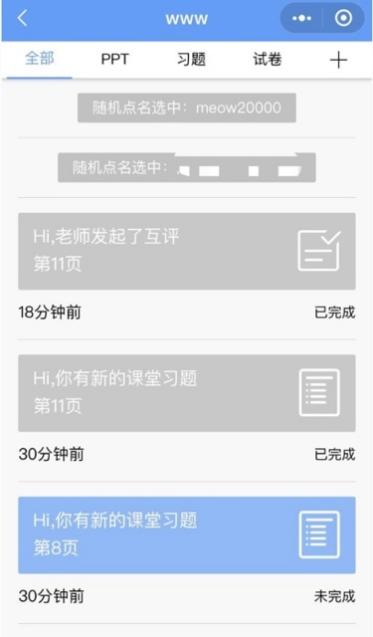 www
全部 PPT 习题 试卷
随机点名选中：meow20000
随机点名选中：
Hi,老师发起了互评
第11页
18分钟前 已完成
Hi,你有新的课堂习题
第11页
30分钟前 已完成
Hi,你有新的课堂习题
第8页
30分钟前 未完成